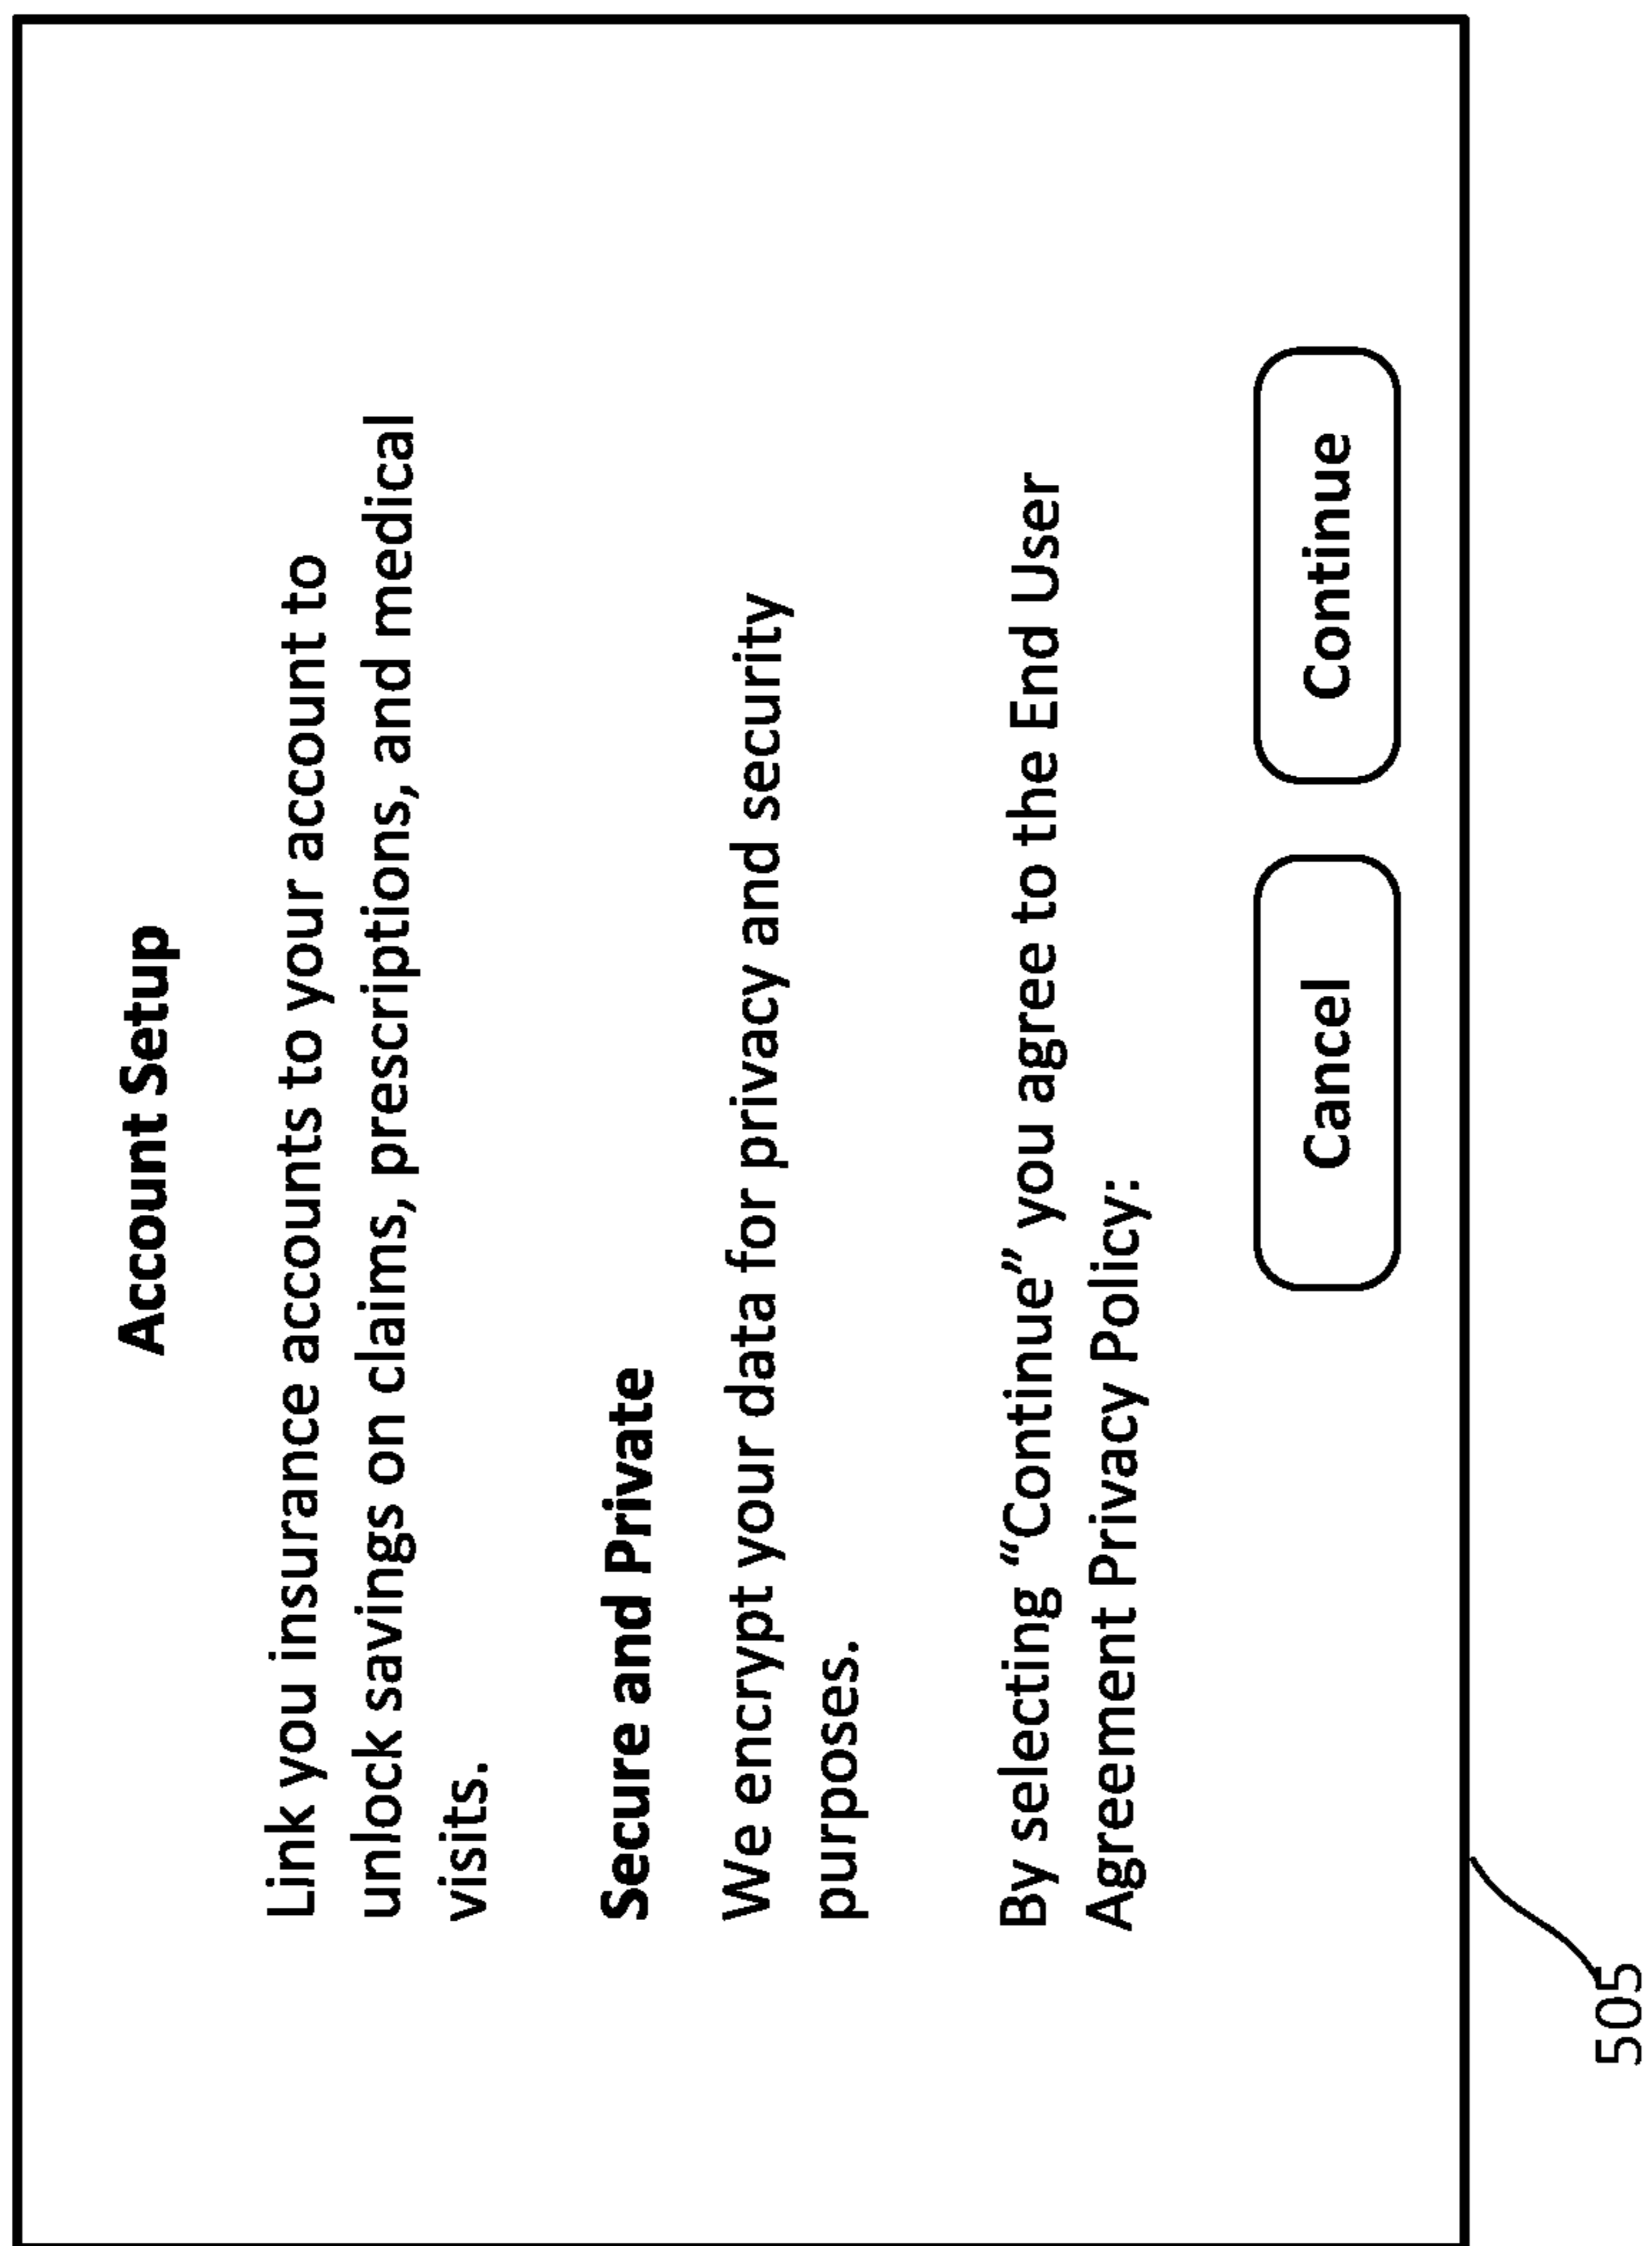 Account Setup
Link you insurance accounts to your account to
unlock savings on claims, prescriptions, and medical
visits.
Secure and Private
We encrypt your data for privacy and security
purposes.
By selecting “Continue” you agree to the End User
Agreement Privacy Policy:
Cancel
Continue
505